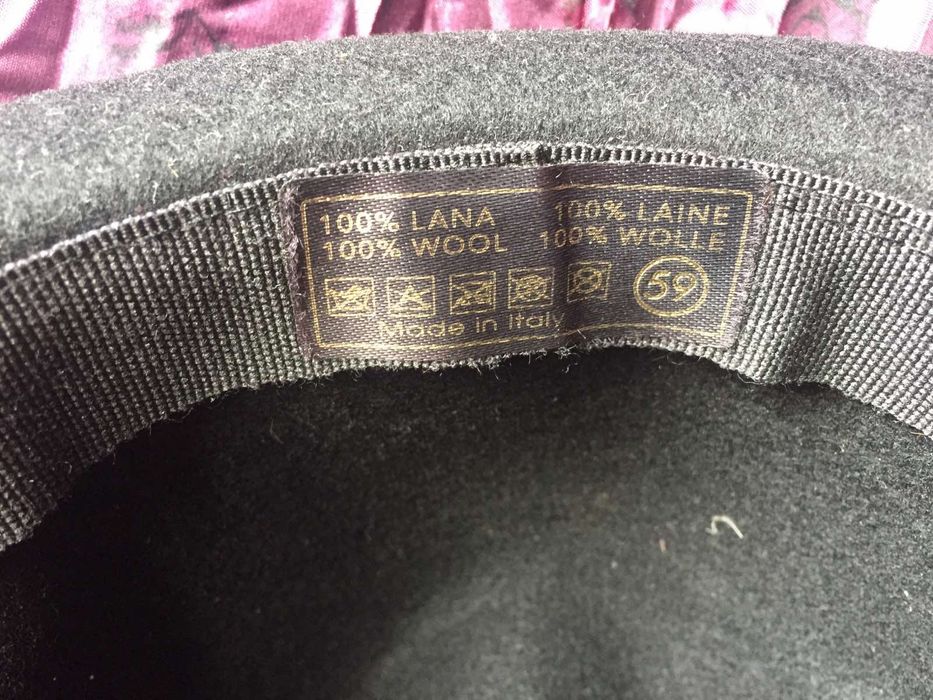 100% LANA 100% LAINE
100% WOOL 100% WOLLE
59
Made in Italy